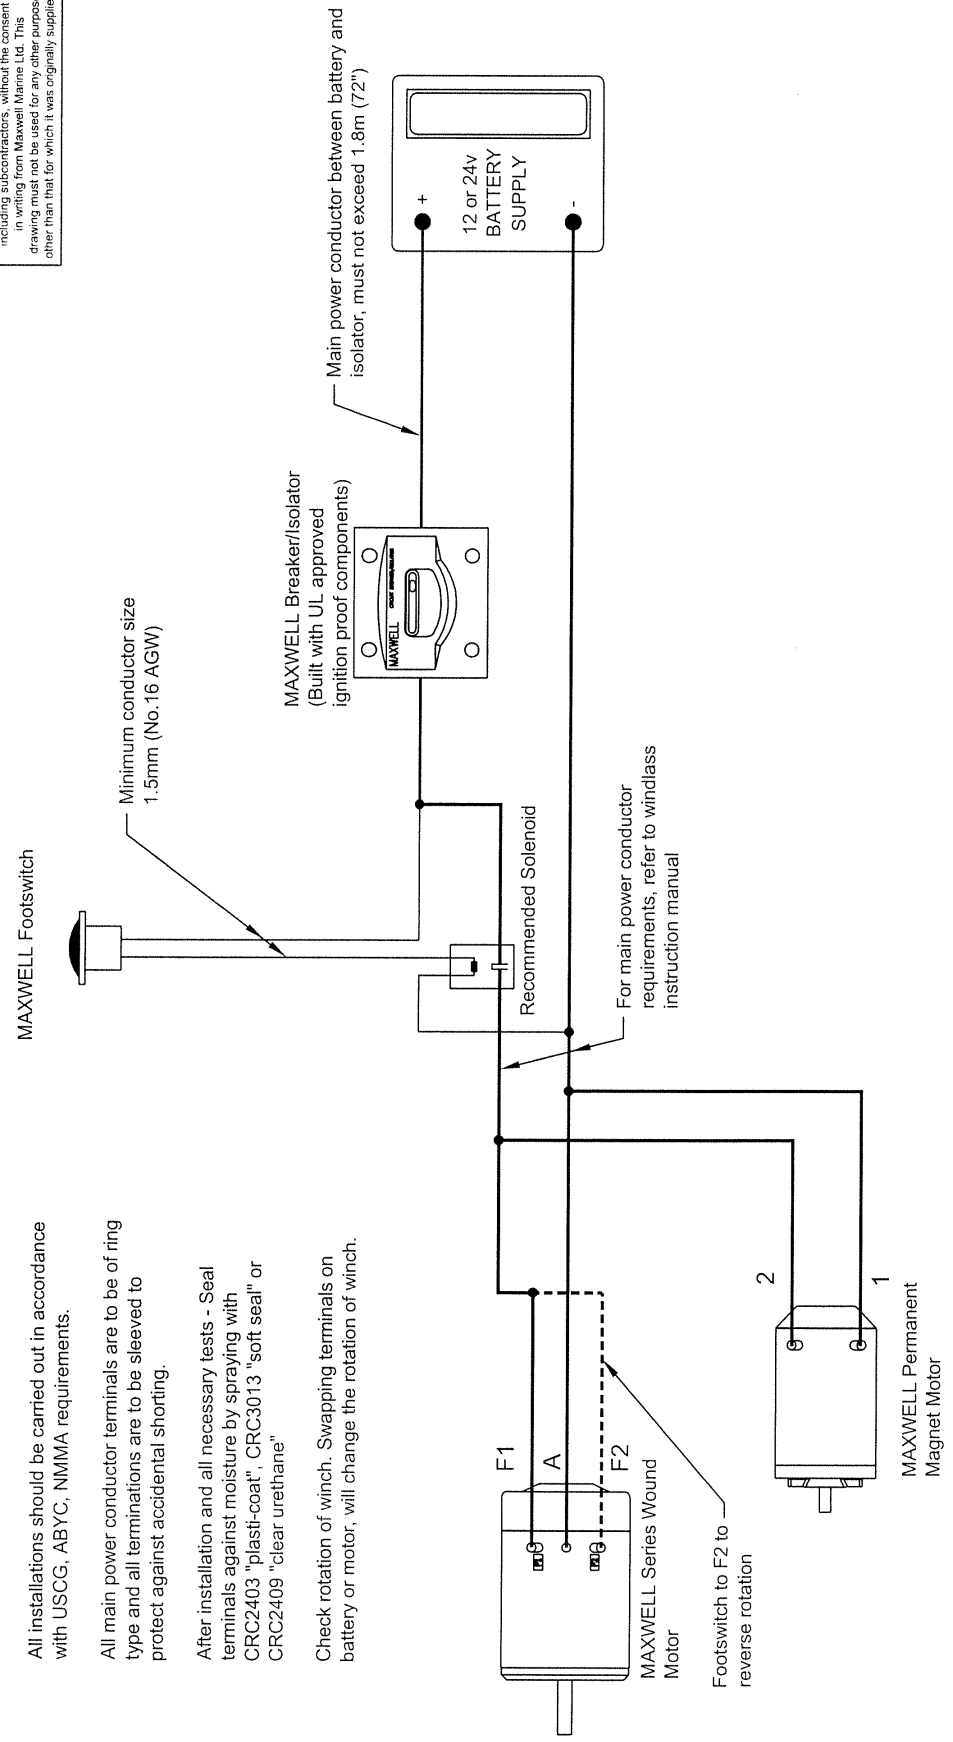 including subcontractors, without the consent
in writing from Maxwell Marine Ltd. This
drawing must not be used for any other purpose
other than that for which it was originally supplied
All installations should be carried out in accordance
with USCG, ABYC, NMMA requirements.
All main power conductor terminals are to be of ring
type and all terminations are to be sleeved to
protect against accidental shorting.
After installation and all necessary tests - Seal
terminals against moisture by spraying with
CRC2403 "plasti-coat", CRC3013 "soft seal" or
CRC2409 "clear urethane"
Check rotation of winch. Swapping terminals on
battery or motor, will change the rotation of winch.
MAXWELL Footswitch
Minimum conductor size
1.5mm (No.16 AGW)
MAXWELL Breaker/Isolator
(Built with UL approved
ignition proof components)
MAXWELL
Main power conductor between battery and
isolator, must not exceed 1.8m (72")
+
12 or 24v
BATTERY
SUPPLY
-
Recommended Solenoid
For main power conductor
requirements, refer to windlass
instruction manual
F1
A
F2
F1
F2
MAXWELL Series Wound
Motor
Footswitch to F2 to
reverse rotation
2
1
MAXWELL Permanent
Magnet Motor